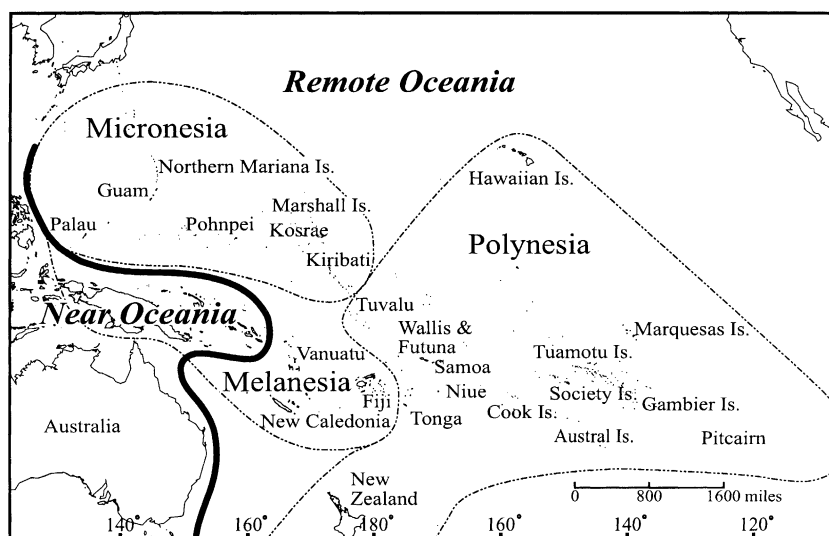 Remote Oceania
Micronesia
Northern Mariana Is.
Guam
Hawaiian Is.
Marshall Is.
Palau
Pohnpei
Kosrae
Polynesia
Kiribati
Near Oceania
Tuvalu
Wallis &
Futuna
Marquesas Is.
Vanuatu
Samoa
Tuamotu Is.
Melanesia
Niue
Society Is.
Fiji
Gambier Is.
Cook Is.
Tonga
New Caledonia
Australia
Austral Is.
Pitcairn
New
Zealand
0 800 1600 miles
140° 160° 180° 160° 140° 120°